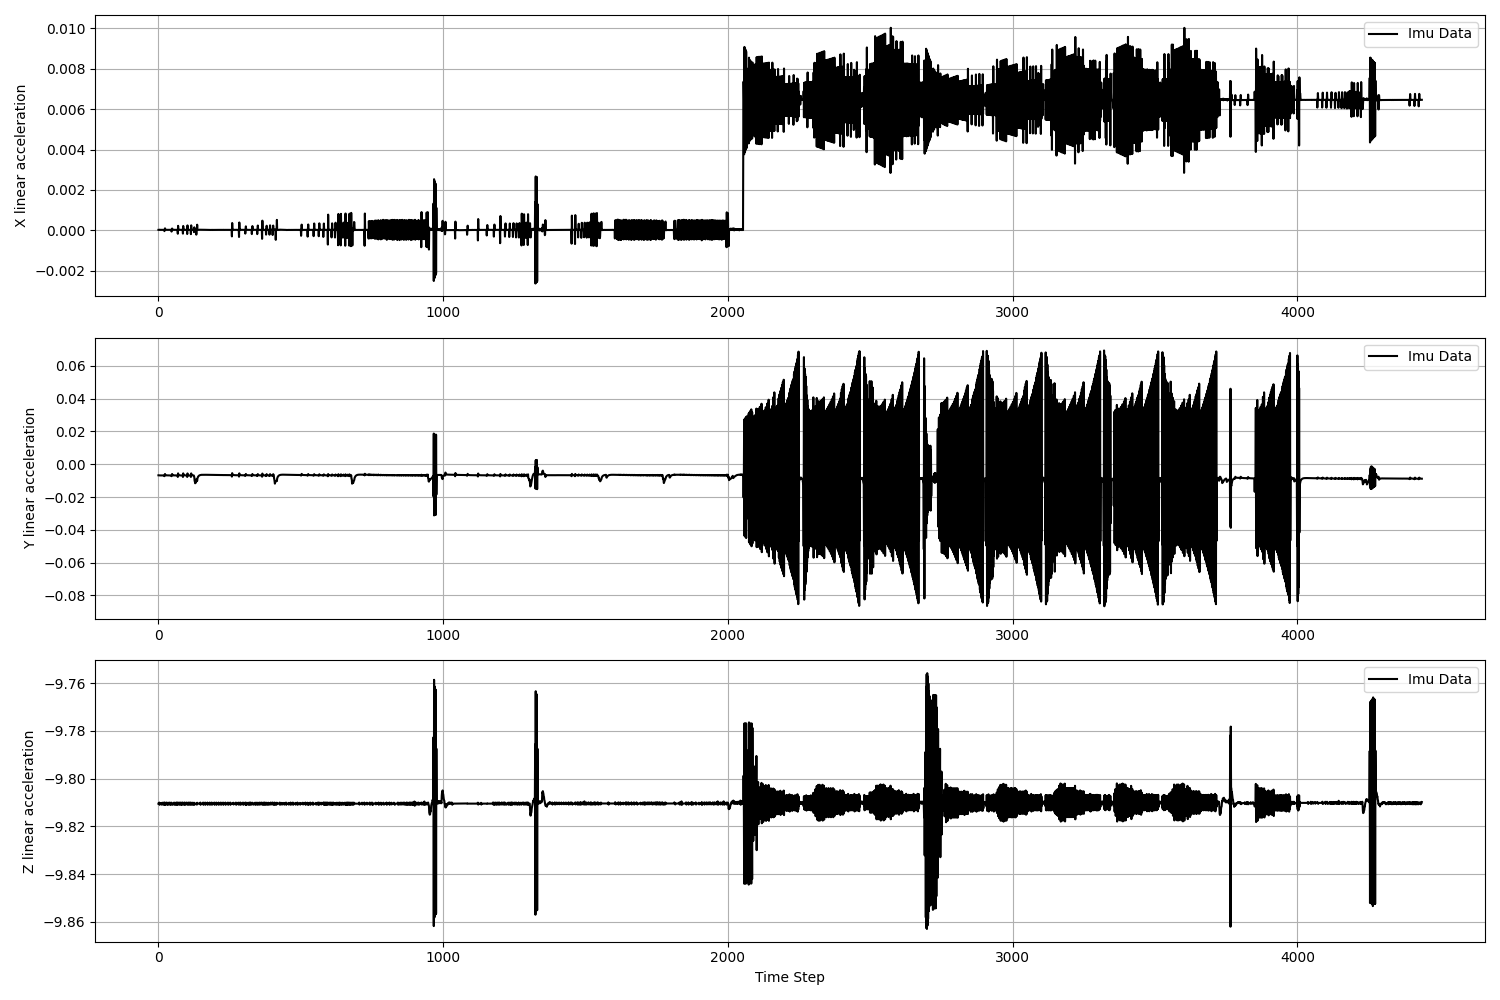 Imu Data
X linear acceleration
0.010
0.008
0.006
0.004
0.002
0.000
−0.002
0 1000 2000 3000 4000
Imu Data
Y linear acceleration
0.06
0.04
0.02
0.00
−0.02
−0.04
−0.06
−0.08
0 1000 2000 3000 4000
Imu Data
Z linear acceleration
−9.76
−9.78
−9.80
−9.82
−9.84
−9.86
0 1000 2000 3000 4000
Time Step